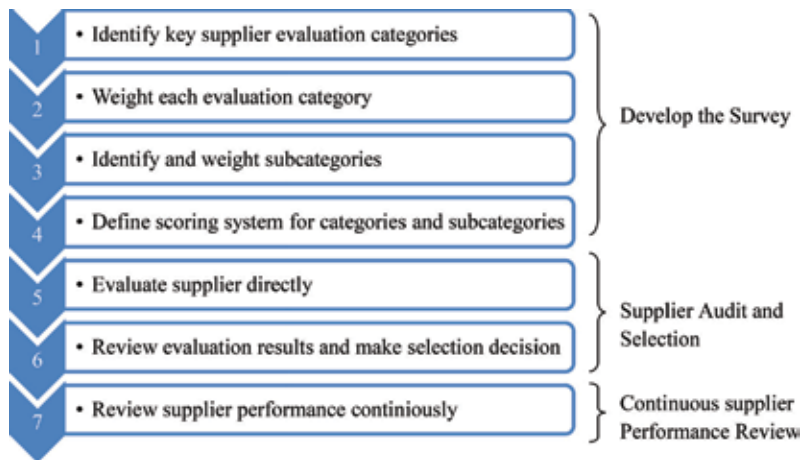 1
• Identify key supplier evaluation categories
2
• Weight each evaluation category
3
• Identify and weight subcategories
4
• Define scoring system for categories and subcategories
Develop the Survey
5
• Evaluate supplier directly
6
• Review evaluation results and make selection decision
Supplier Audit and
Selection
7
• Review supplier performance continiously
Continuous supplier
Performance Review